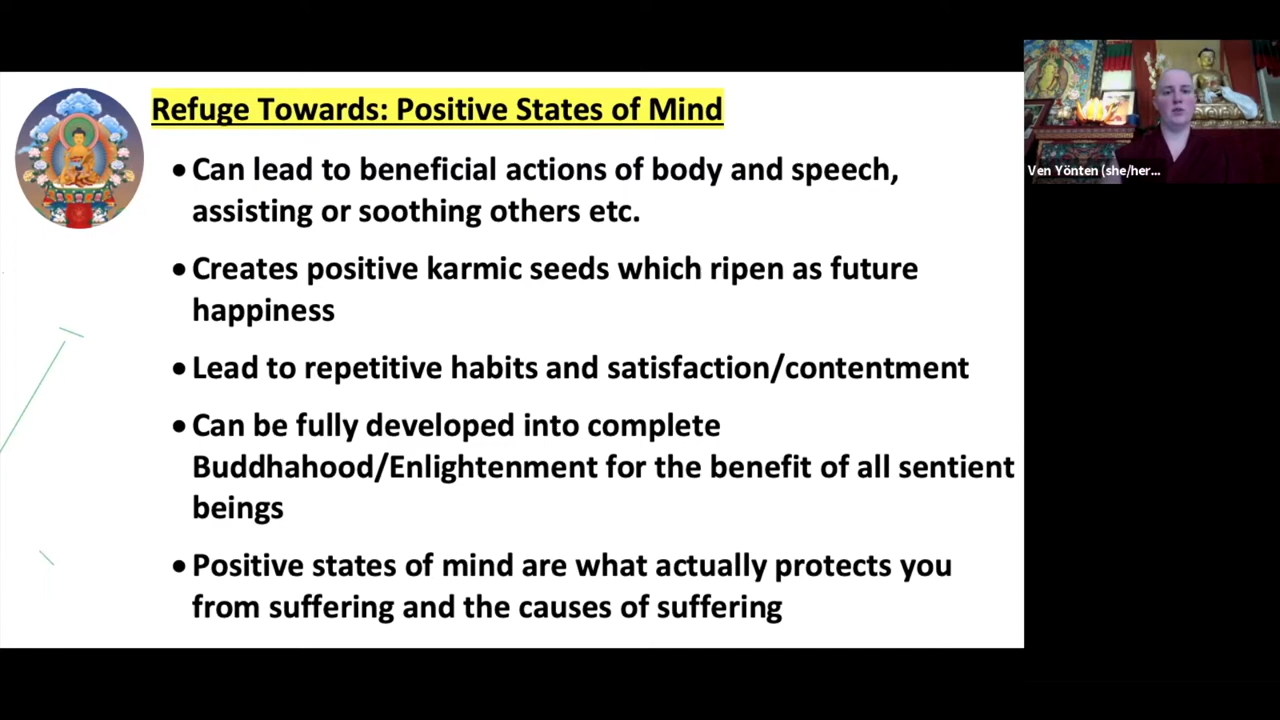 Refuge Towards: Positive States of Mind
• Can lead to beneficial actions of body and speech,
assisting or soothing others etc.
• Creates positive karmic seeds which ripen as future
happiness
• Lead to repetitive habits and satisfaction/contentment
• Can be fully developed into complete
Buddhahood/Enlightenment for the benefit of all sentient
beings
• Positive states of mind are what actually protects you
from suffering and the causes of suffering
Ven Yönten (she/her...